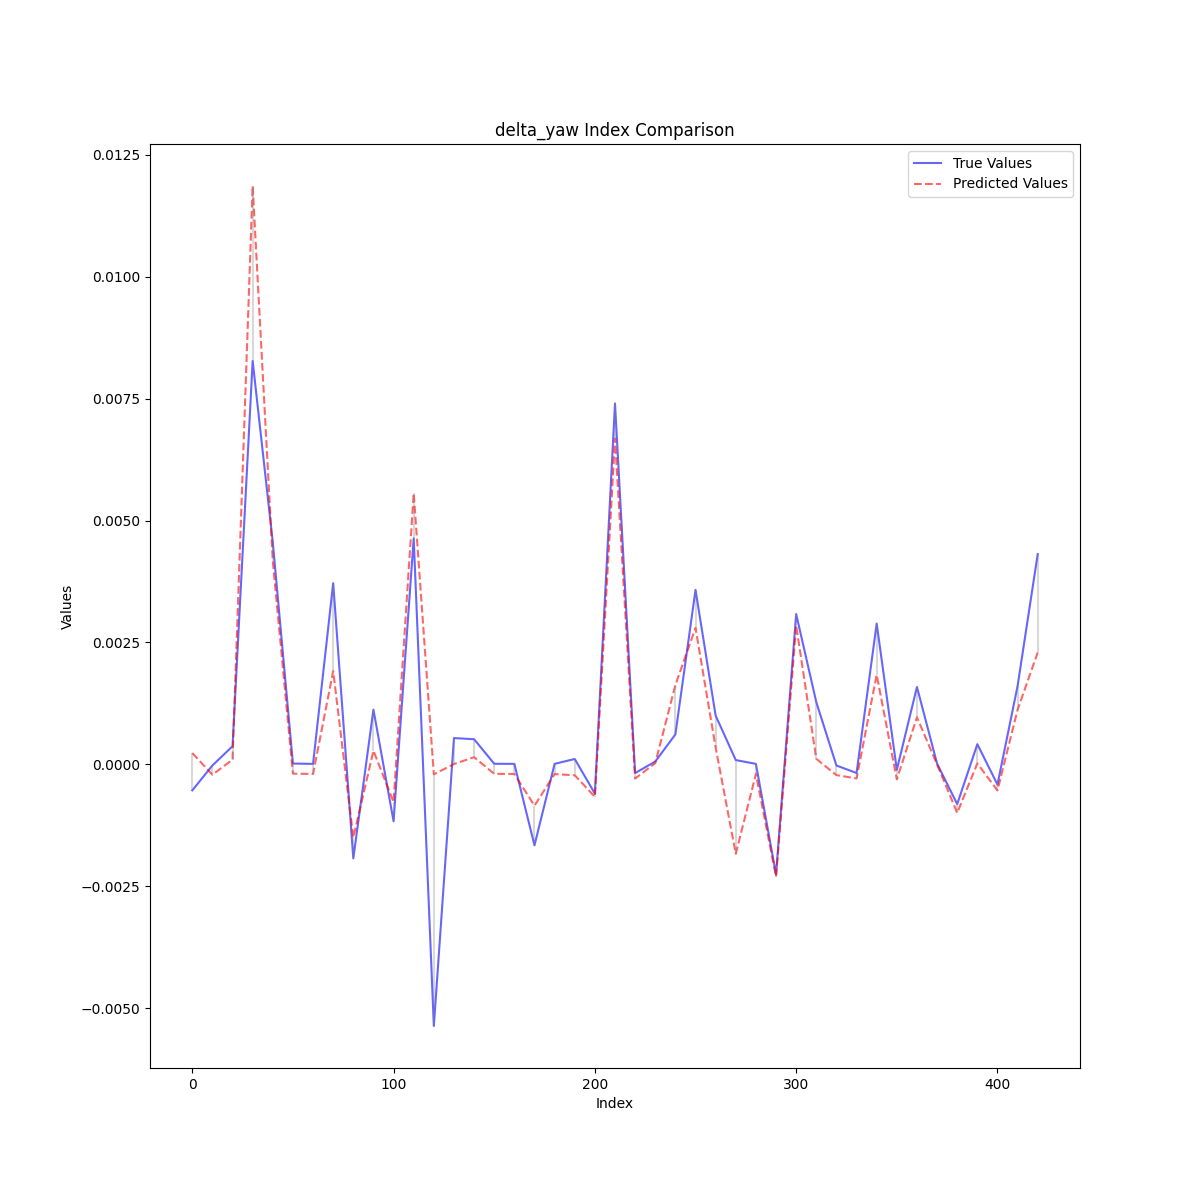 delta_yaw Index Comparison
True Values
Predicted Values
0.0125
0.0100
0.0075
0.0050
0.0025
0.0000
−0.0025
−0.0050
Values
0 100 200 300 400
Index